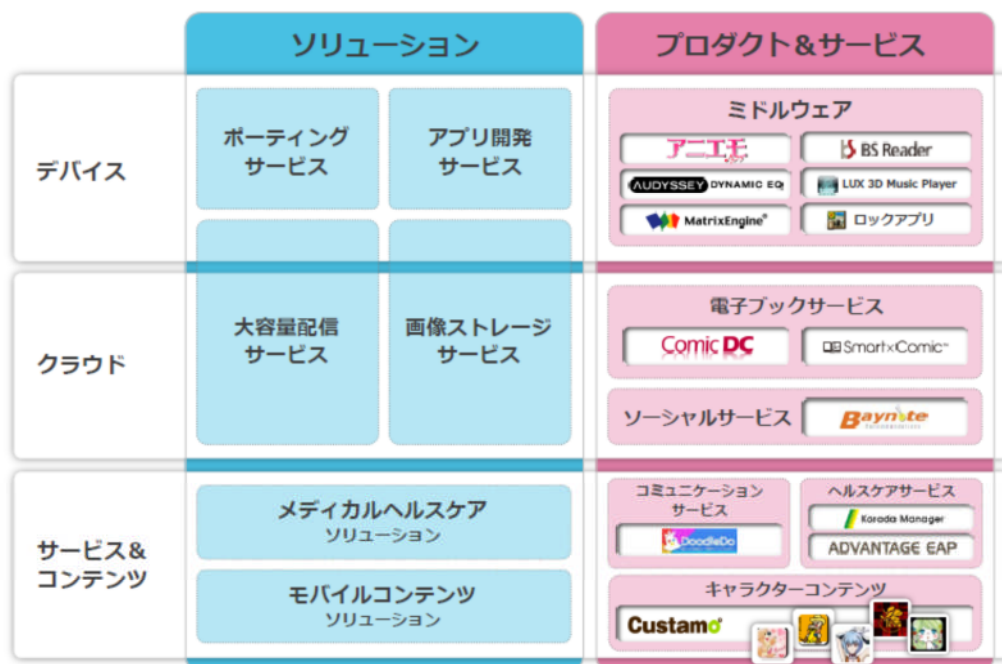 ソリューション
プロダクト&サービス
デバイス
ポーティング
サービス
アプリ開発
サービス
ミドルウェア
アニエモ
BS Reader
AUDYSSEY DYNAMIC EQ
LUX 3D Music Player
MatrixEngine®
ロックアプリ
クラウド
大容量配信
サービス
画像ストレージ
サービス
電子ブックサービス
Comic DC
Smart×Comic™
ソーシャルサービス
Baynote
サービス&
コンテンツ
メディカルヘルスケア
ソリューション
モバイルコンテンツ
ソリューション
コミュニケーション
サービス
DoodleDo
ヘルスケアサービス
Karada Manager
ADVANTAGE EAP
キャラクターコンテンツ
Custamo